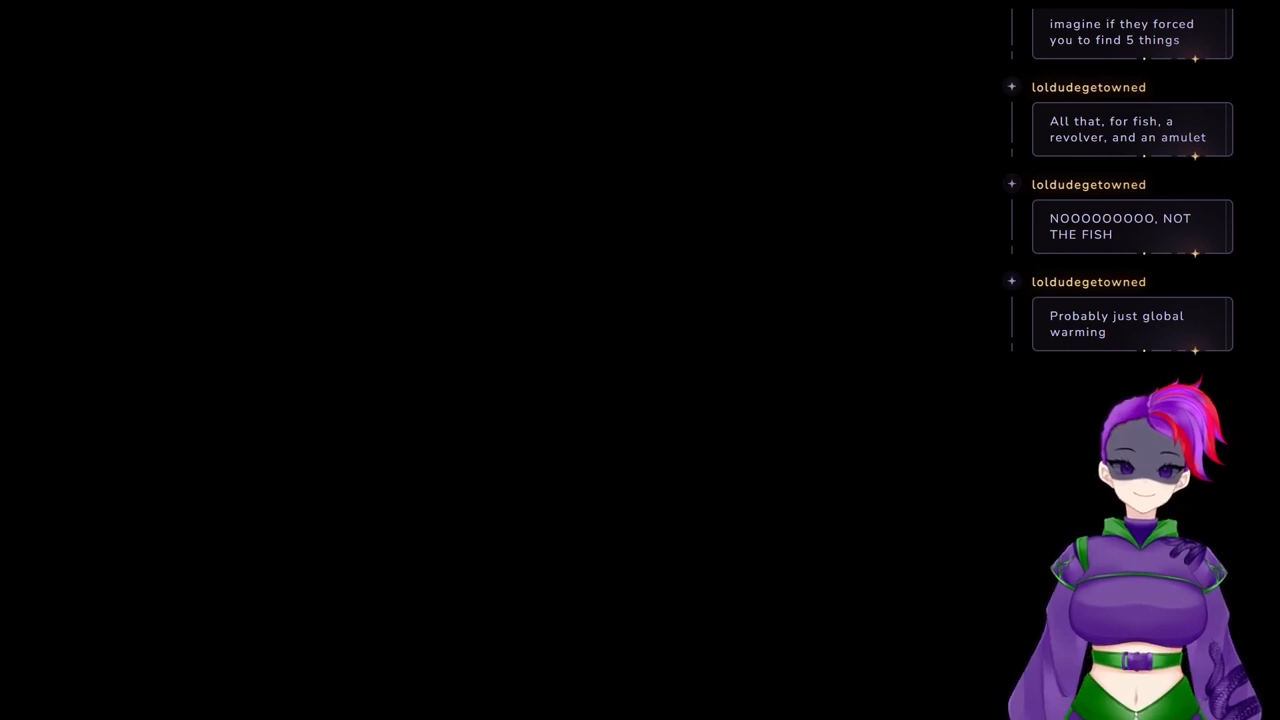 imagine if they forced
you to find 5 things
loldudegetowned
All that, for fish, a
revolver, and an amulet
loldudegetowned
NOOOOOOOOO, NOT
THE FISH
loldudegetowned
Probably just global
warming